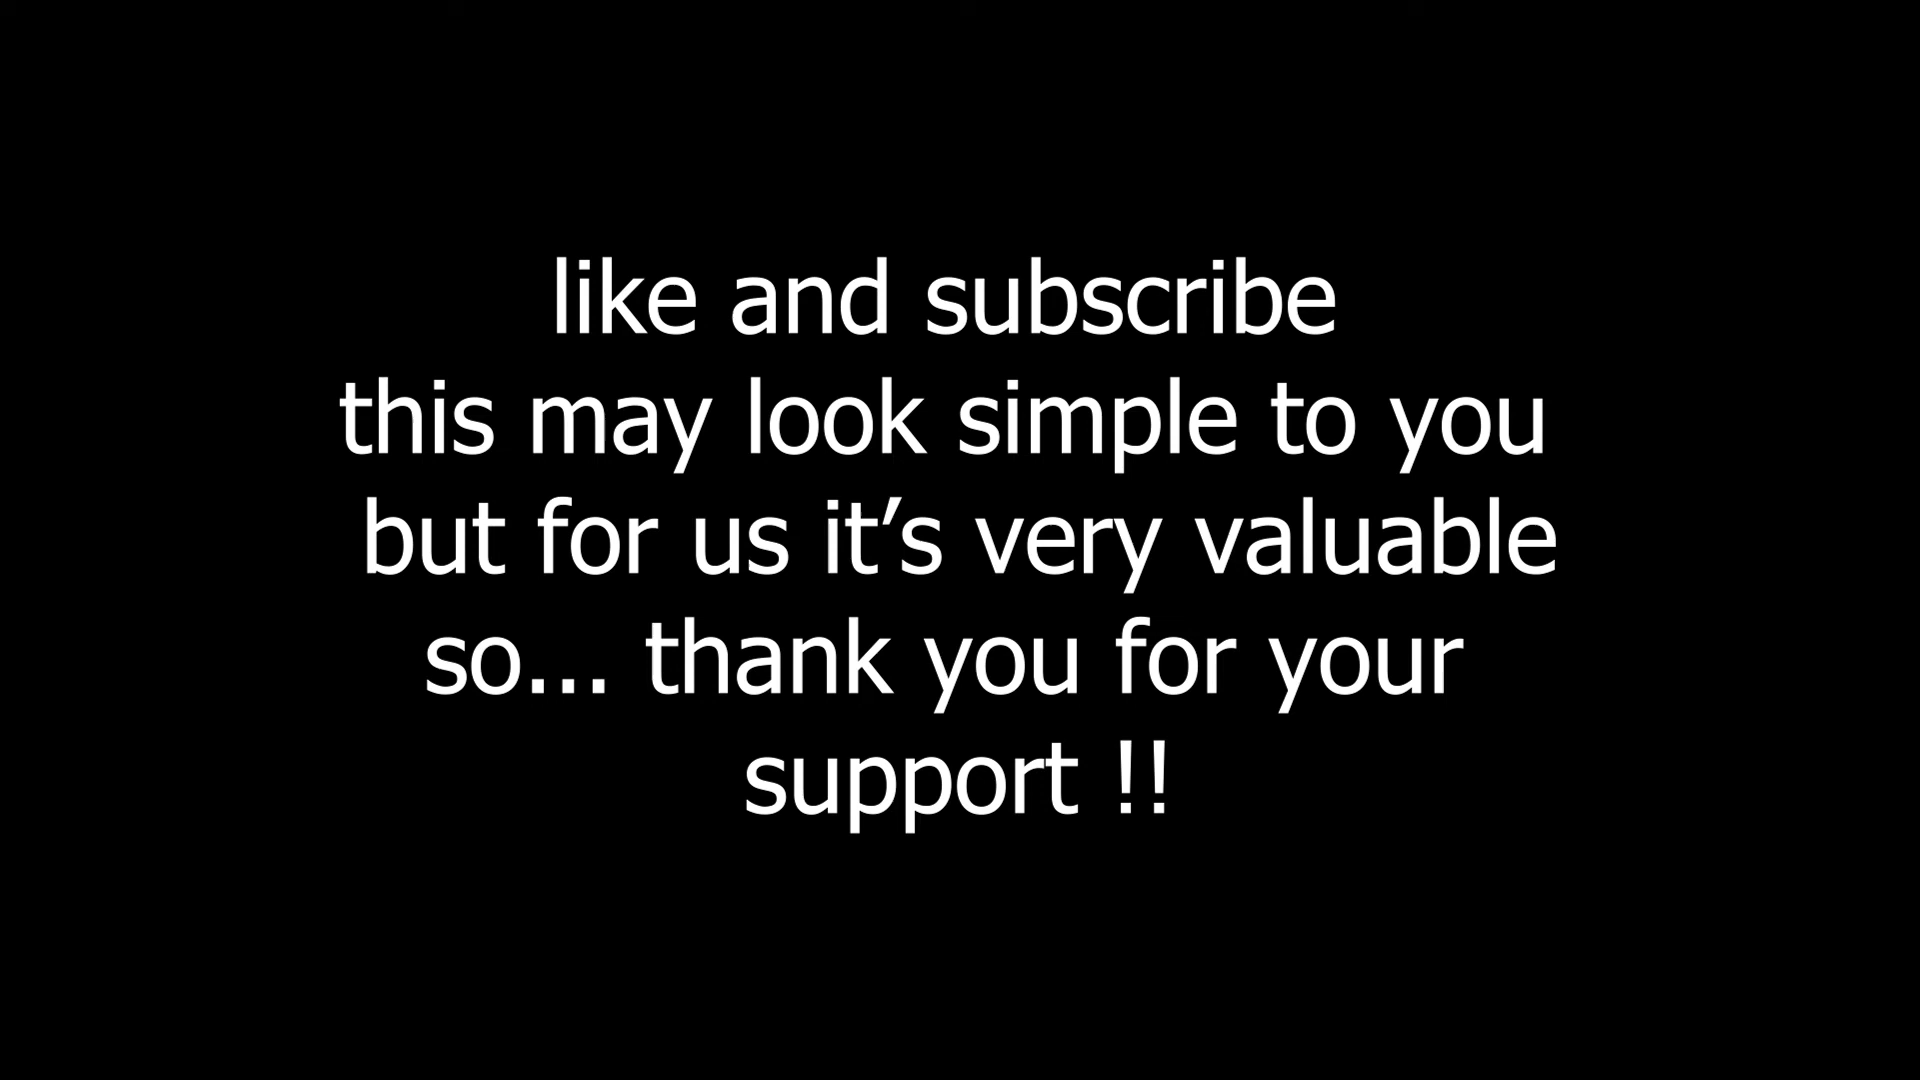 like and subscribe
this may look simple to you
but for us it’s very valuable
so... thank you for your
support !!